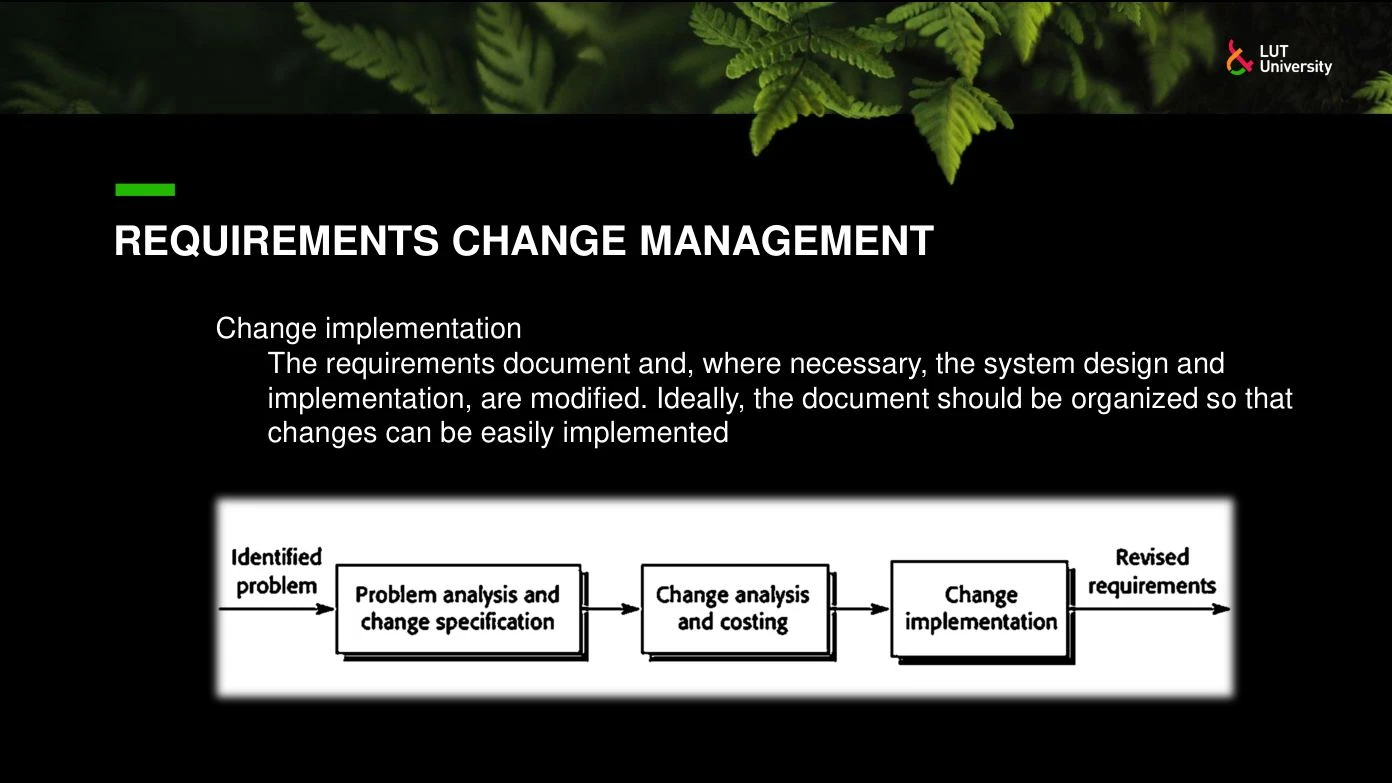 LUT
University
REQUIREMENTS CHANGE MANAGEMENT
Change implementation
The requirements document and, where necessary, the system design and
implementation, are modified. Ideally, the document should be organized so that
changes can be easily implemented
Identified
problem
Problem analysis and
change specification
Change analysis
and costing
Change
implementation
Revised
requirements